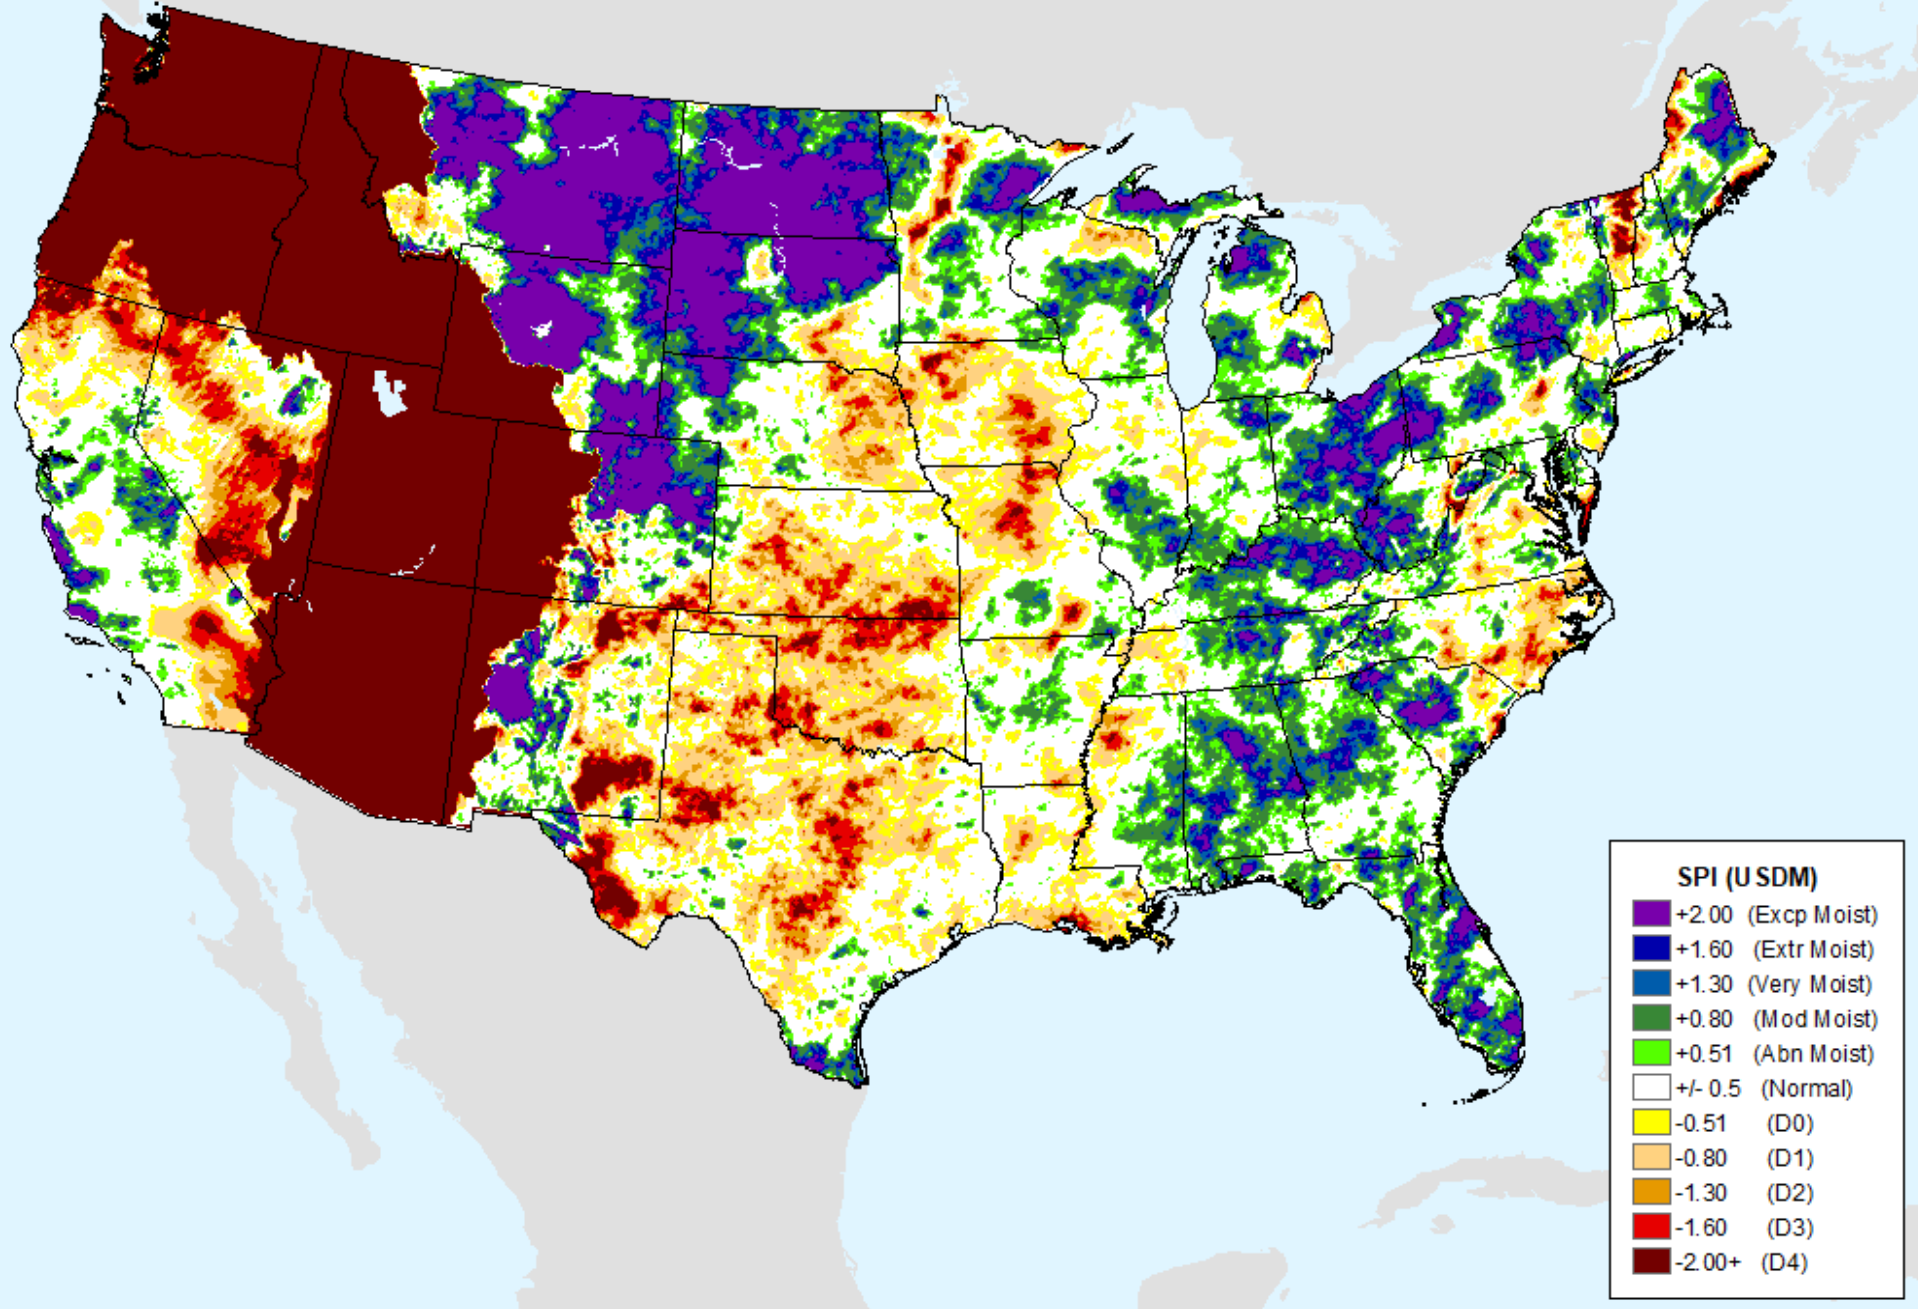 SPI (USDM)
+2.00 (Excp Moist)
+1.60 (Extr Moist)
+1.30 (Very Moist)
+0.80 (Mod Moist)
+0.51 (Abn Moist)
+/- 0.5 (Normal)
-0.51 (D0)
-0.80 (D1)
-1.30 (D2)
-1.60 (D3)
-2.00+ (D4)